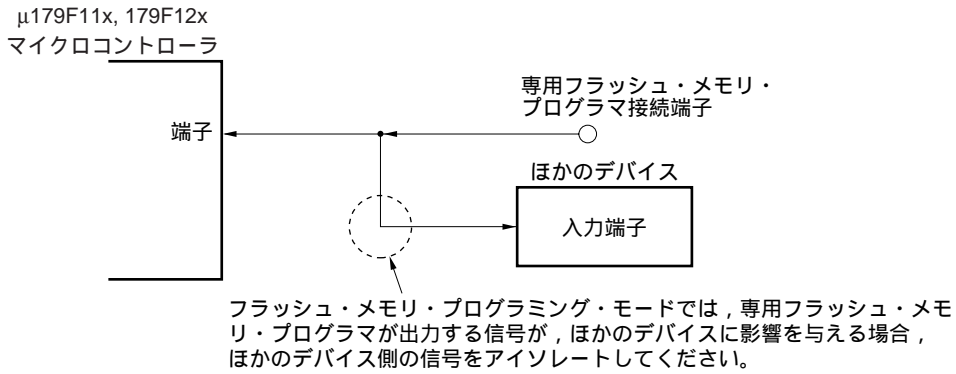 μ179F11x, 179F12x
マイクロコントローラ
専用フラッシュ・メモリ・
プログラマ接続端子
端子
ほかのデバイス
入力端子
フラッシュ・メモリ・プログラミング・モードでは，専用フラッシュ・メモ
リ・プログラマが出力する信号が，ほかのデバイスに影響を与える場合，
ほかのデバイス側の信号をアイソレートしてください。